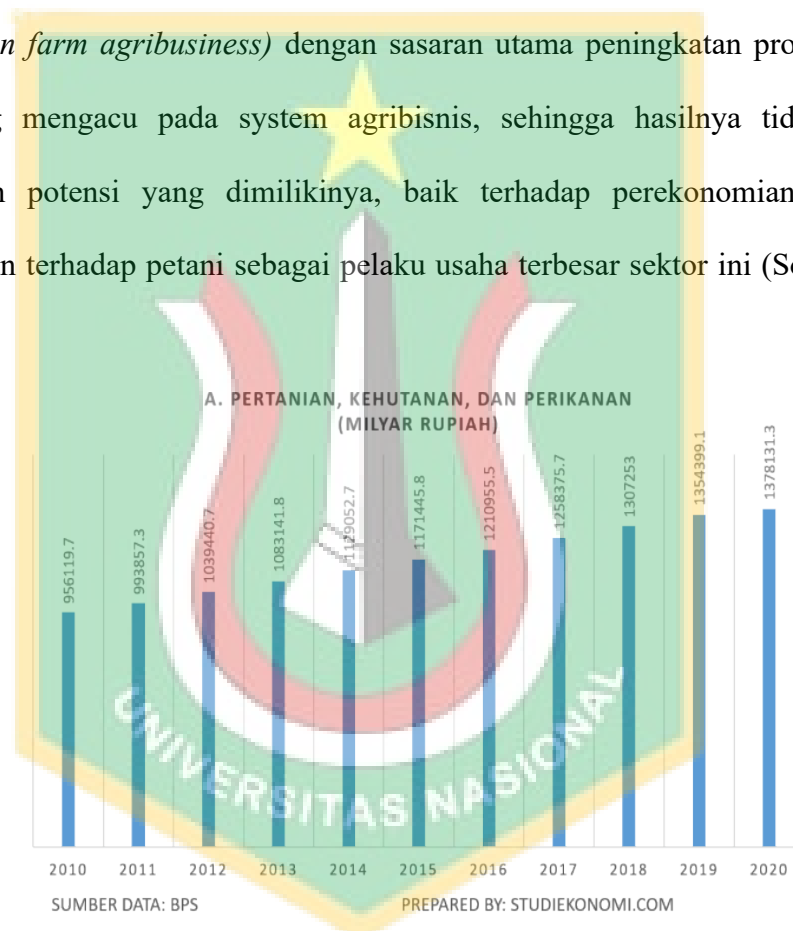 n farm agribusiness) dengan sasaran utama peningkatan pro
mengacu pada system agribisnis, sehingga hasilnya tid
potensi yang dimilikinya, baik terhadap perekonomian
n terhadap petani sebagai pelaku usaha terbesar sektor ini (So
A. PERTANIAN, KEHUTANAN, DAN PERIKANAN
(MILYAR RUPIAH)
956119.7 993857.3 1039440.7 1083141.8 1129052.7 1171445.8 1210955.5 1258375.7 1307253 1354399.1 1378131.3
UNIVERSITAS NASIONAL
2010 2011 2012 2013 2014 2015 2016 2017 2018 2019 2020
SUMBER DATA: BPS PREPARED BY: STUDIEKONOMI.COM